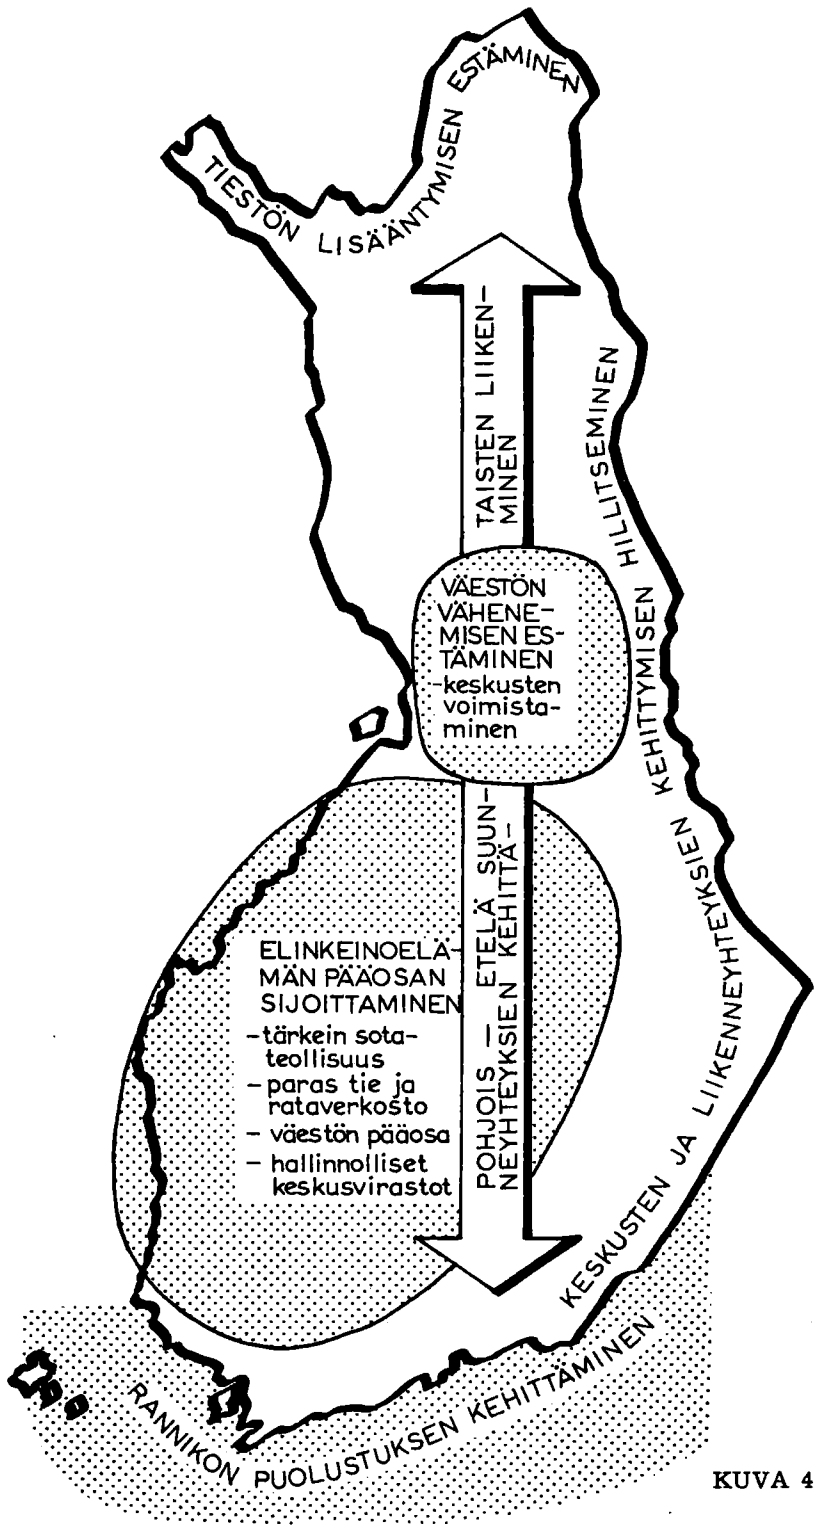 TIESTÖN LISÄÄNTYMISEN ESTÄMINEN
KESKUSTEN JA LIIKENNEYHTEYKSIEN KEHITTYMISEN HILLITSEMINEN
POHJOIS — ETELÄ SUUN-
NEYHTEYKSIEN KEHITTÄ-
TAISTEN LIIKEN-
MINEN
VÄESTÖN
VÄHENE-
MISEN ES-
TÄMINEN
-keskusten
voimista-
minen
ELINKEINOELÄ-
MÄN PÄÄOSAN
SIJOITTAMINEN
- tärkein sota-
teollisuus
- paras tie ja
rataverkosto
- väestön pääosa
- hallinnolliset
keskusvirastot
RANNIKON PUOLUSTUKSEN KEHITTÄMINEN
KUVA 4